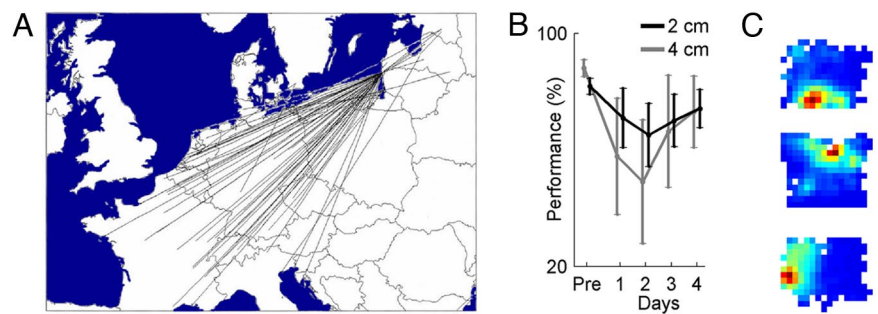 A
B
C
100
2 cm
4 cm
Performance (%)
20
Pre 1 2 3 4
Days